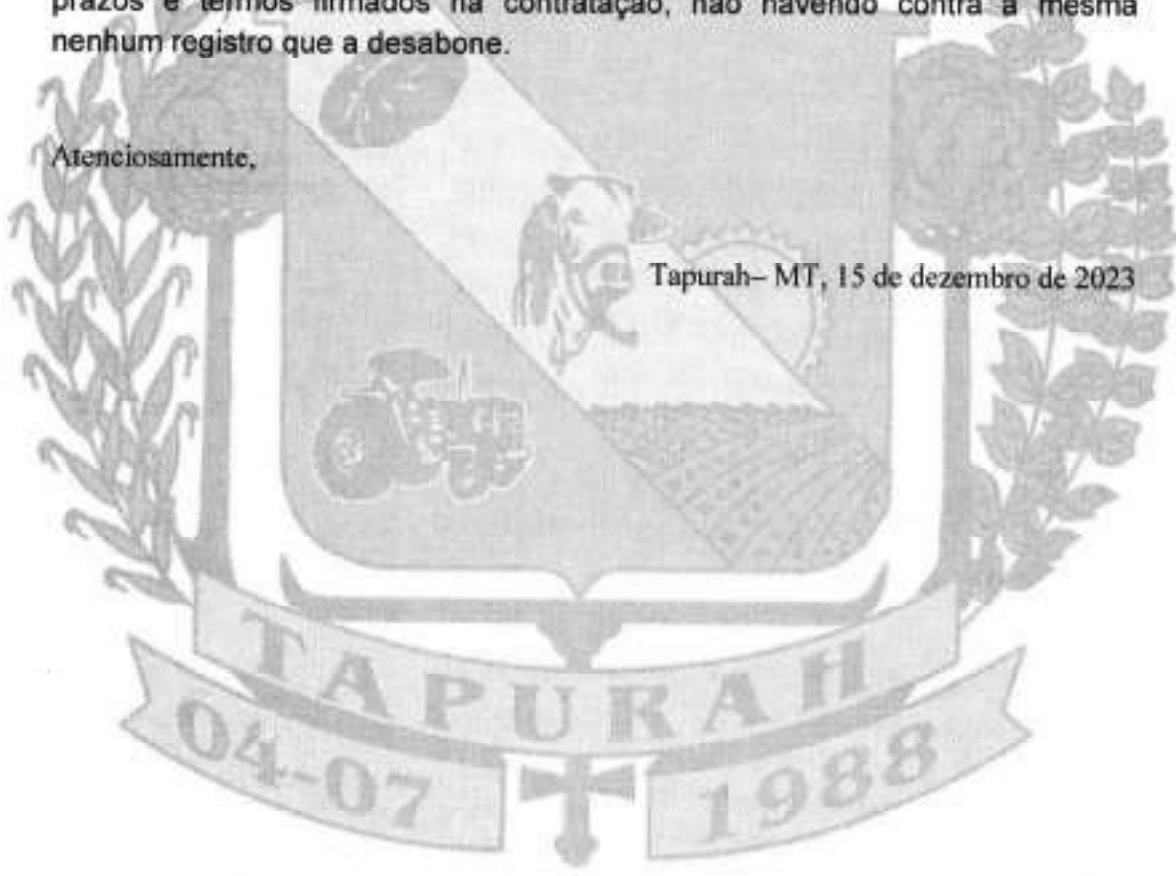 prazos e termos firmados na contratação, não havendo contra a mesma
nenhum registro que a desabone.
Atenciosamente,
Tapurah– MT, 15 de dezembro de 2023
TAPURAH
04-07
1988